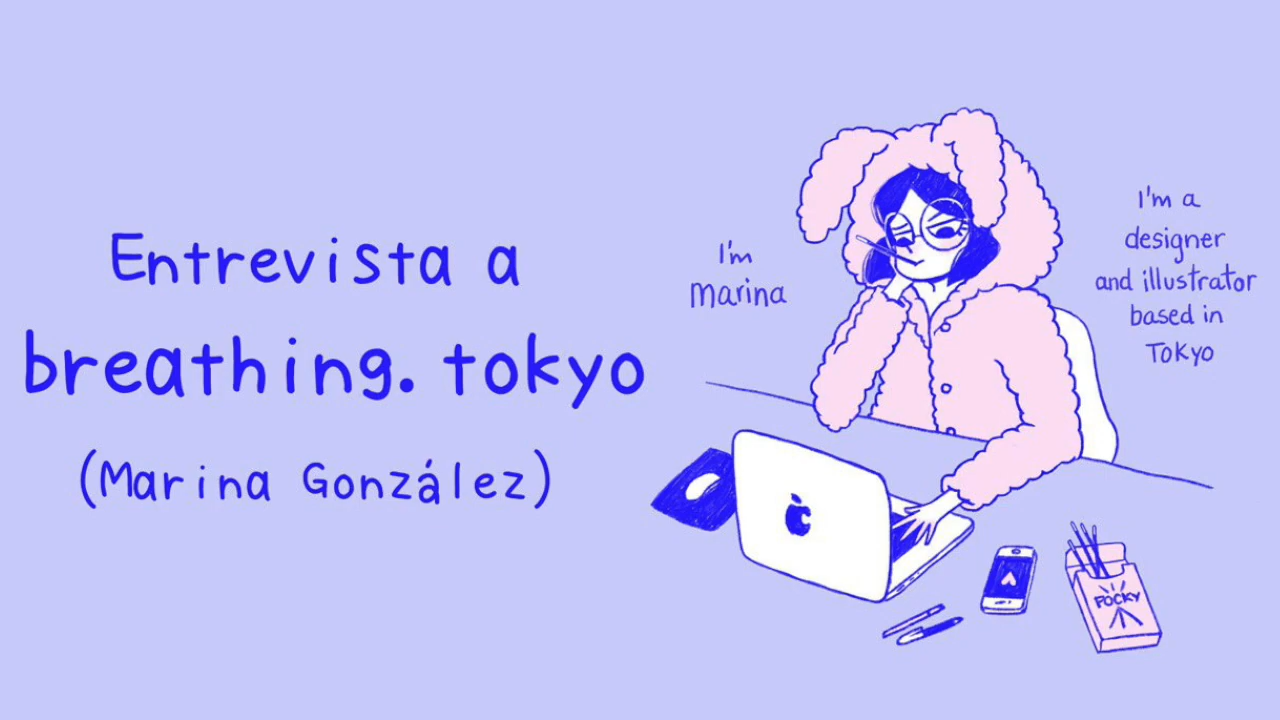 Entrevista a
breathing.tokyo
(Marina González)
I'm
marina
I'm a
designer
and illustrator
based in
Tokyo
POCKY